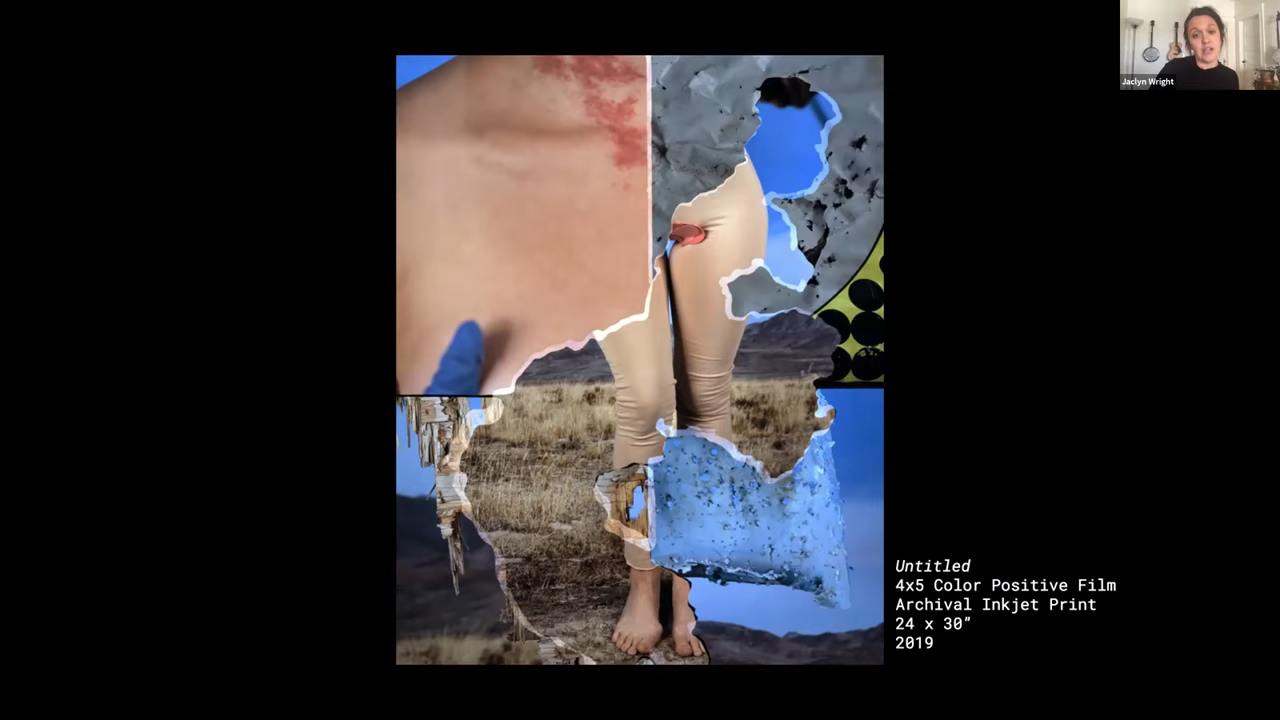 Jaclyn Wright
Untitled
4x5 Color Positive Film
Archival Inkjet Print
24 x 30”
2019